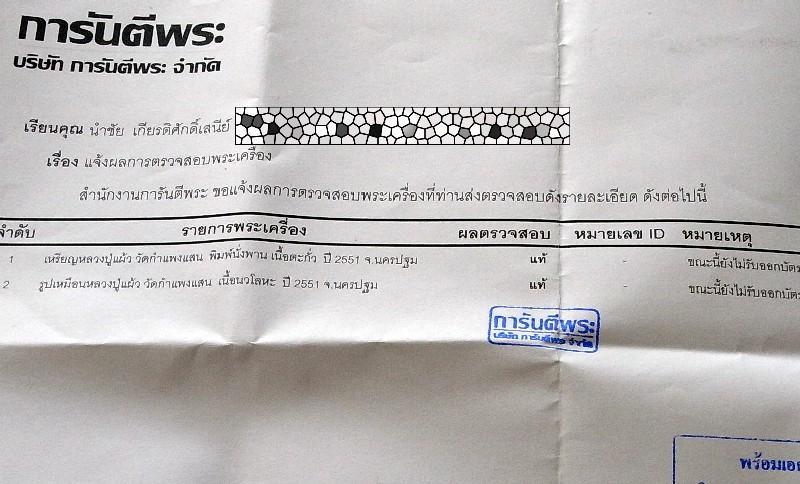 การันตีพระ
บริษัท การันตีพระ จำกัด
เรียนคุณ นำชัย เกียรติศักดิ์เสนีย์
เรื่อง แจ้งผลการตรวจสอบพระเครื่อง
สำนักงานการันตีพระ ขอแจ้งผลการตรวจสอบพระเครื่องที่ท่านส่งตรวจสอบดังรายละเอียด ดังต่อไปนี้
ลำดับ รายการพระเครื่อง ผลตรวจสอบ หมายเลข ID หมายเหตุ
1 เหรียญหลวงปู่แผ้ว วัดกำแพงแสน พิมพ์นั่งพาน เนื้อตะกั่ว ปี 2551 จ.นครปฐม แท้ - ขณะนี้ยังไม่รับออกบัตร
2 รูปเหมือนหลวงปู่แผ้ว วัดกำแพงแสน เนื้อนวโลหะ ปี 2551 จ.นครปฐม แท้ - ขณะนี้ยังไม่รับออกบัตร
การันตีพระ
บริษัท การันตีพระ จำกัด
พร้อมเอ